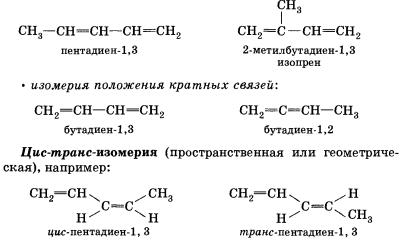 CH₃
CH₃—CH=CH—CH=CH₂ CH₂=C—CH=CH₂
пентадиен-1,3 2-метилбутадиен-1,3
изопрен
• изомерия положения кратных связей:
CH₂=CH—CH=CH₂ CH₂=C=CH—CH₃
бутадиен-1,3 бутадиен-1,2
Цис-транс-изомерия (пространственная или геометриче-
ская), например:
CH₂=CH CH₃ CH₂=CH H
C=C C=C
H H H CH₃
цис-пентадиен-1, 3 транс-пентадиен-1, 3